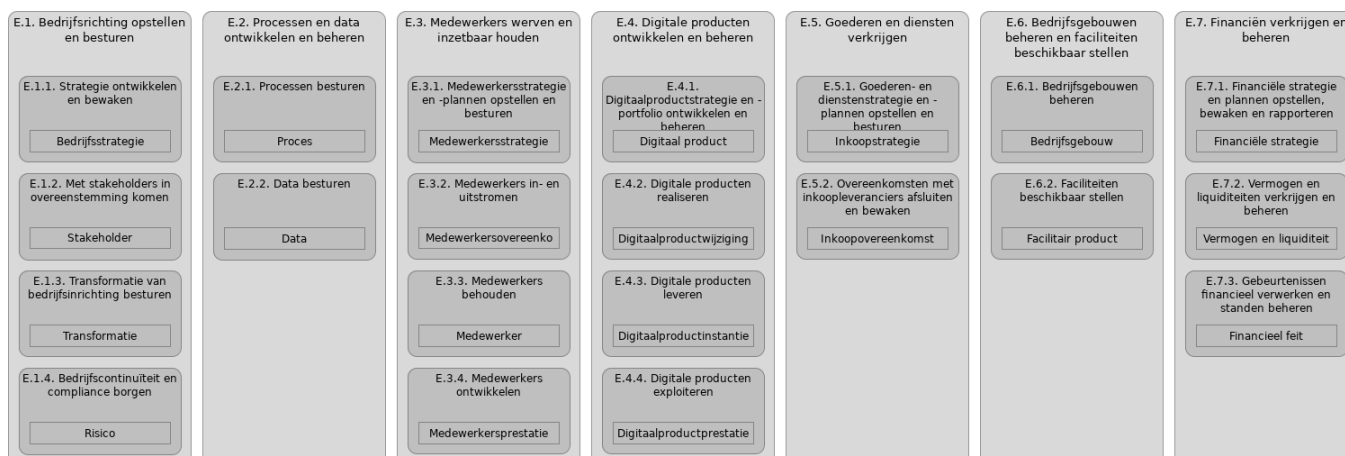 E.1. Bedrijfsrichting opstellen
en besturen
E.1.1. Strategie ontwikkelen
en bewaken
Bedrijfsstrategie
E.1.2. Met stakeholders in
overeenstemming komen
Stakeholder
E.1.3. Transformatie van
bedrijfsinrichting besturen
Transformatie
E.1.4. Bedrijfscontinuïteit en
compliance borgen
Risico
E.2. Processen en data
ontwikkelen en beheren
E.2.1. Processen besturen
Proces
E.2.2. Data besturen
Data
E.3. Medewerkers werven en
inzetbaar houden
E.3.1. Medewerkersstrategie
en -plannen opstellen en
besturen
Medewerkersstrategie
E.3.2. Medewerkers in- en
uitstromen
Medewerkersovereenko
E.3.3. Medewerkers
behouden
Medewerker
E.3.4. Medewerkers
ontwikkelen
Medewerkersprestatie
E.4. Digitale producten
ontwikkelen en beheren
E.4.1.
Digitaalproductstrategie en -
portfolio ontwikkelen en
beheren
Digitaal product
E.4.2. Digitale producten
realiseren
Digitaalproductwijziging
E.4.3. Digitale producten
leveren
Digitaalproductinstantie
E.4.4. Digitale producten
exploiteren
Digitaalproductprestatie
E.5. Goederen en diensten
verkrijgen
E.5.1. Goederen- en
dienstenstrategie en -
plannen opstellen en
besturen
Inkoopstrategie
E.5.2. Overeenkomsten met
inkoopleveranciers afsluiten
en bewaken
Inkoopovereenkomst
E.6. Bedrijfsgebouwen
beheren en faciliteiten
beschikbaar stellen
E.6.1. Bedrijfsgebouwen
beheren
Bedrijfsgebouw
E.6.2. Faciliteiten
beschikbaar stellen
Facilitair product
E.7. Financiën verkrijgen en
beheren
E.7.1. Financiële strategie
en plannen opstellen,
bewaken en rapporteren
Financiële strategie
E.7.2. Vermogen en
liquiditeiten verkrijgen en
beheren
Vermogen en liquiditeit
E.7.3. Gebeurtenissen
financieel verwerken en
standen beheren
Financieel feit